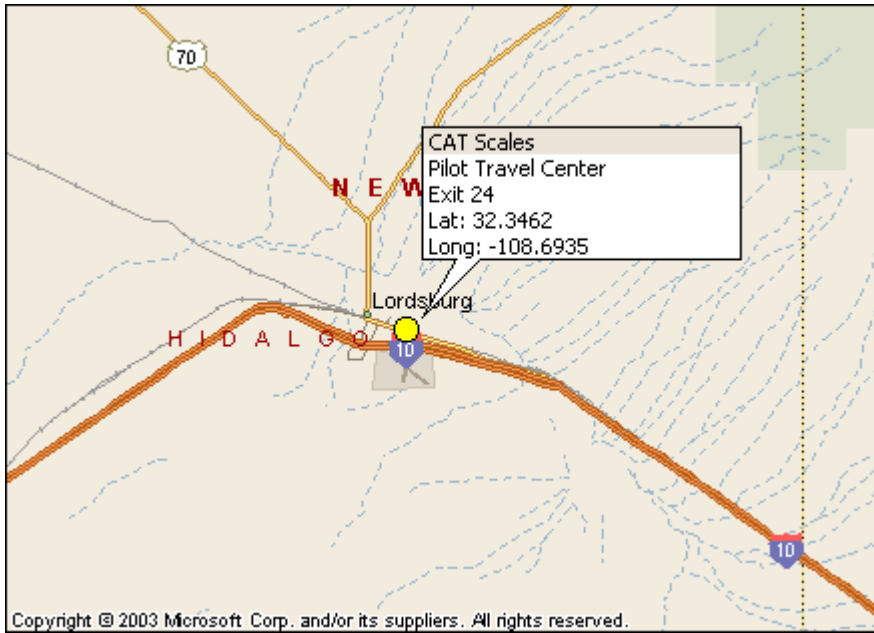 70
CAT Scales
Pilot Travel Center
Exit 24
Lat: 32.3462
Long: -108.6935
N E W
Lordsburg
H I D A L G O
10
10
Copyright © 2003 Microsoft Corp. and/or its suppliers. All rights reserved.